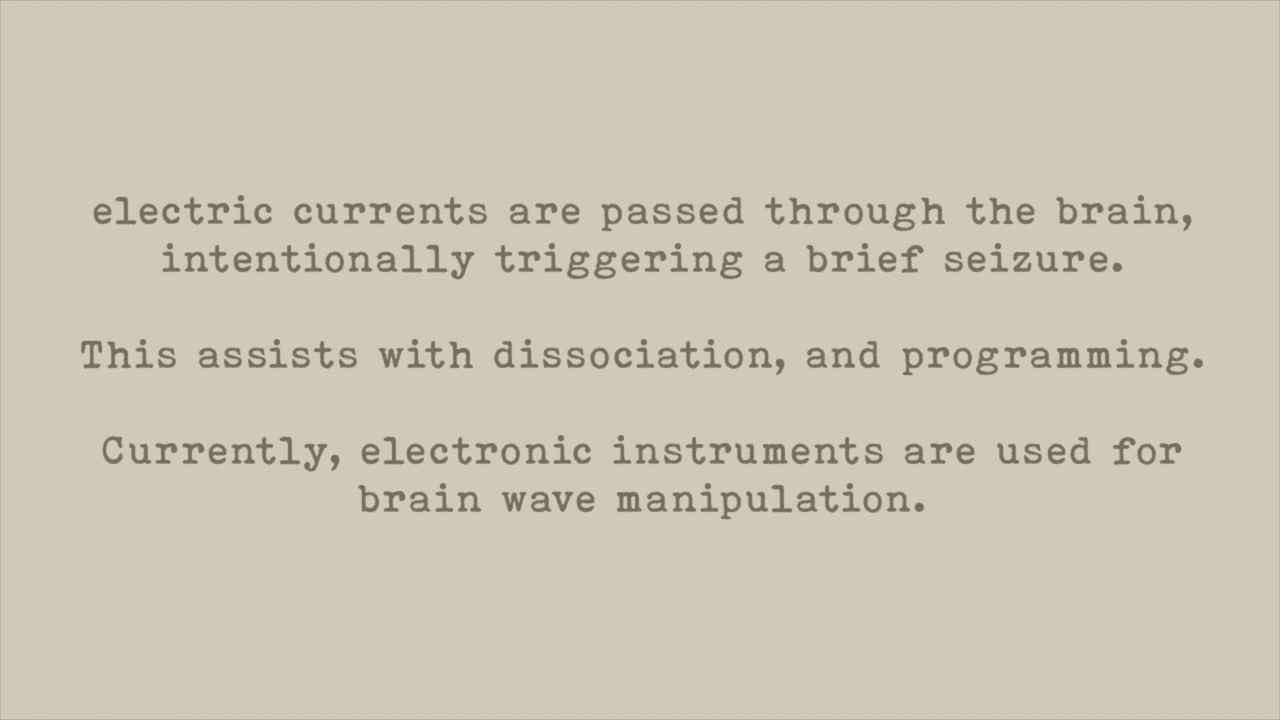 electric currents are passed through the brain,
intentionally triggering a brief seizure.
This assists with dissociation, and programming.
Currently, electronic instruments are used for
brain wave manipulation.